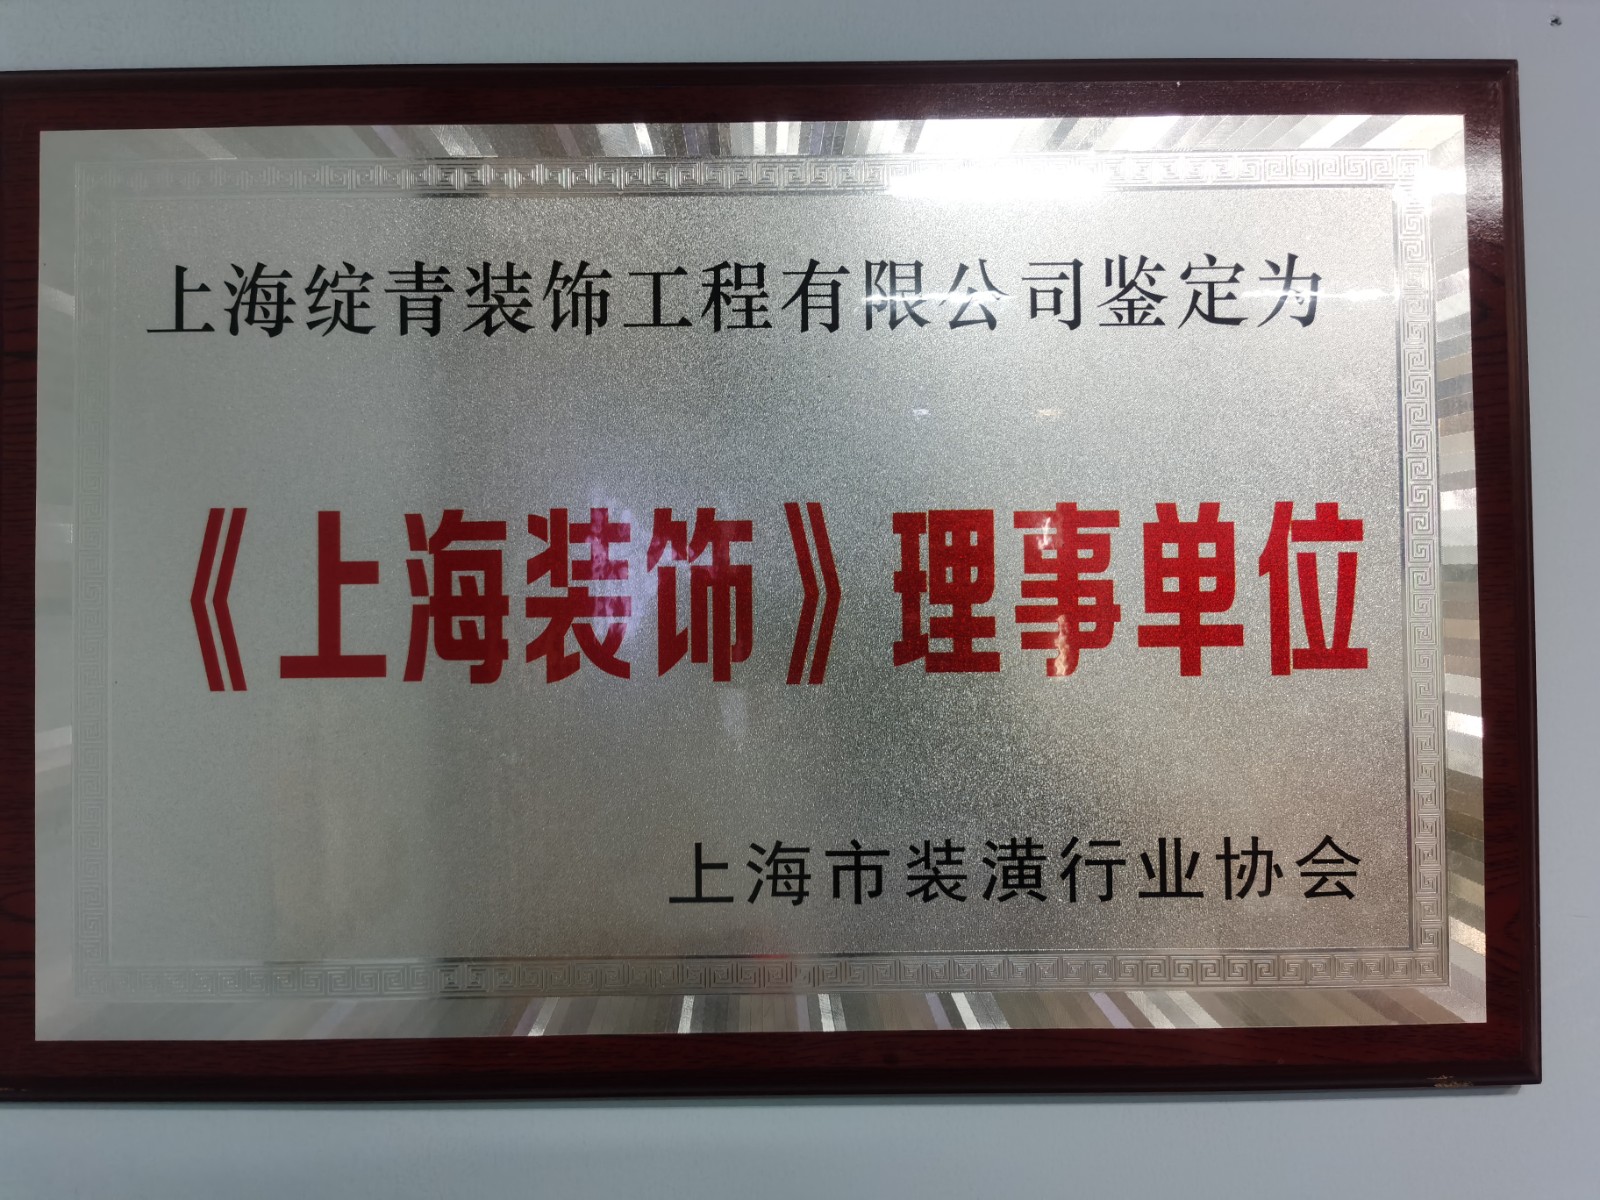 上海绽青装饰工程有限公司鉴定为
《上海装饰》理事单位
上海市装潢行业协会